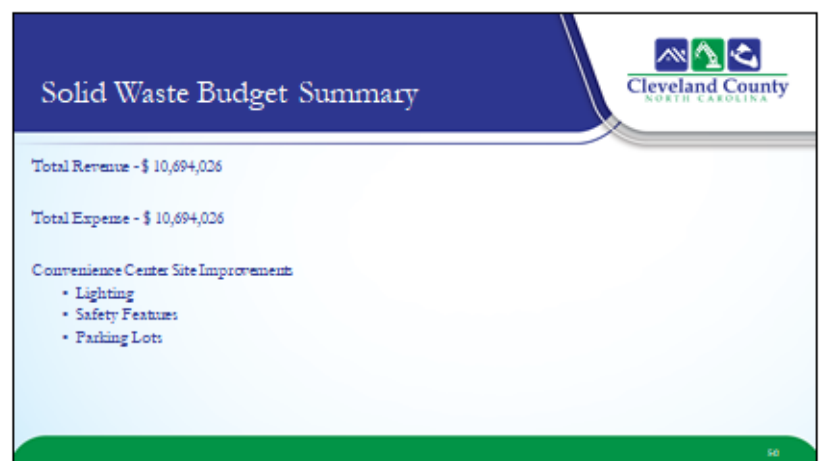 Solid Waste Budget Summary
Cleveland County
NORTH CAROLINA
Total Revenue - $ 10,694,026
Total Expense - $ 10,694,026
Convenience Center Site Improvements
• Lighting
• Safety Features
• Parking Lots
50